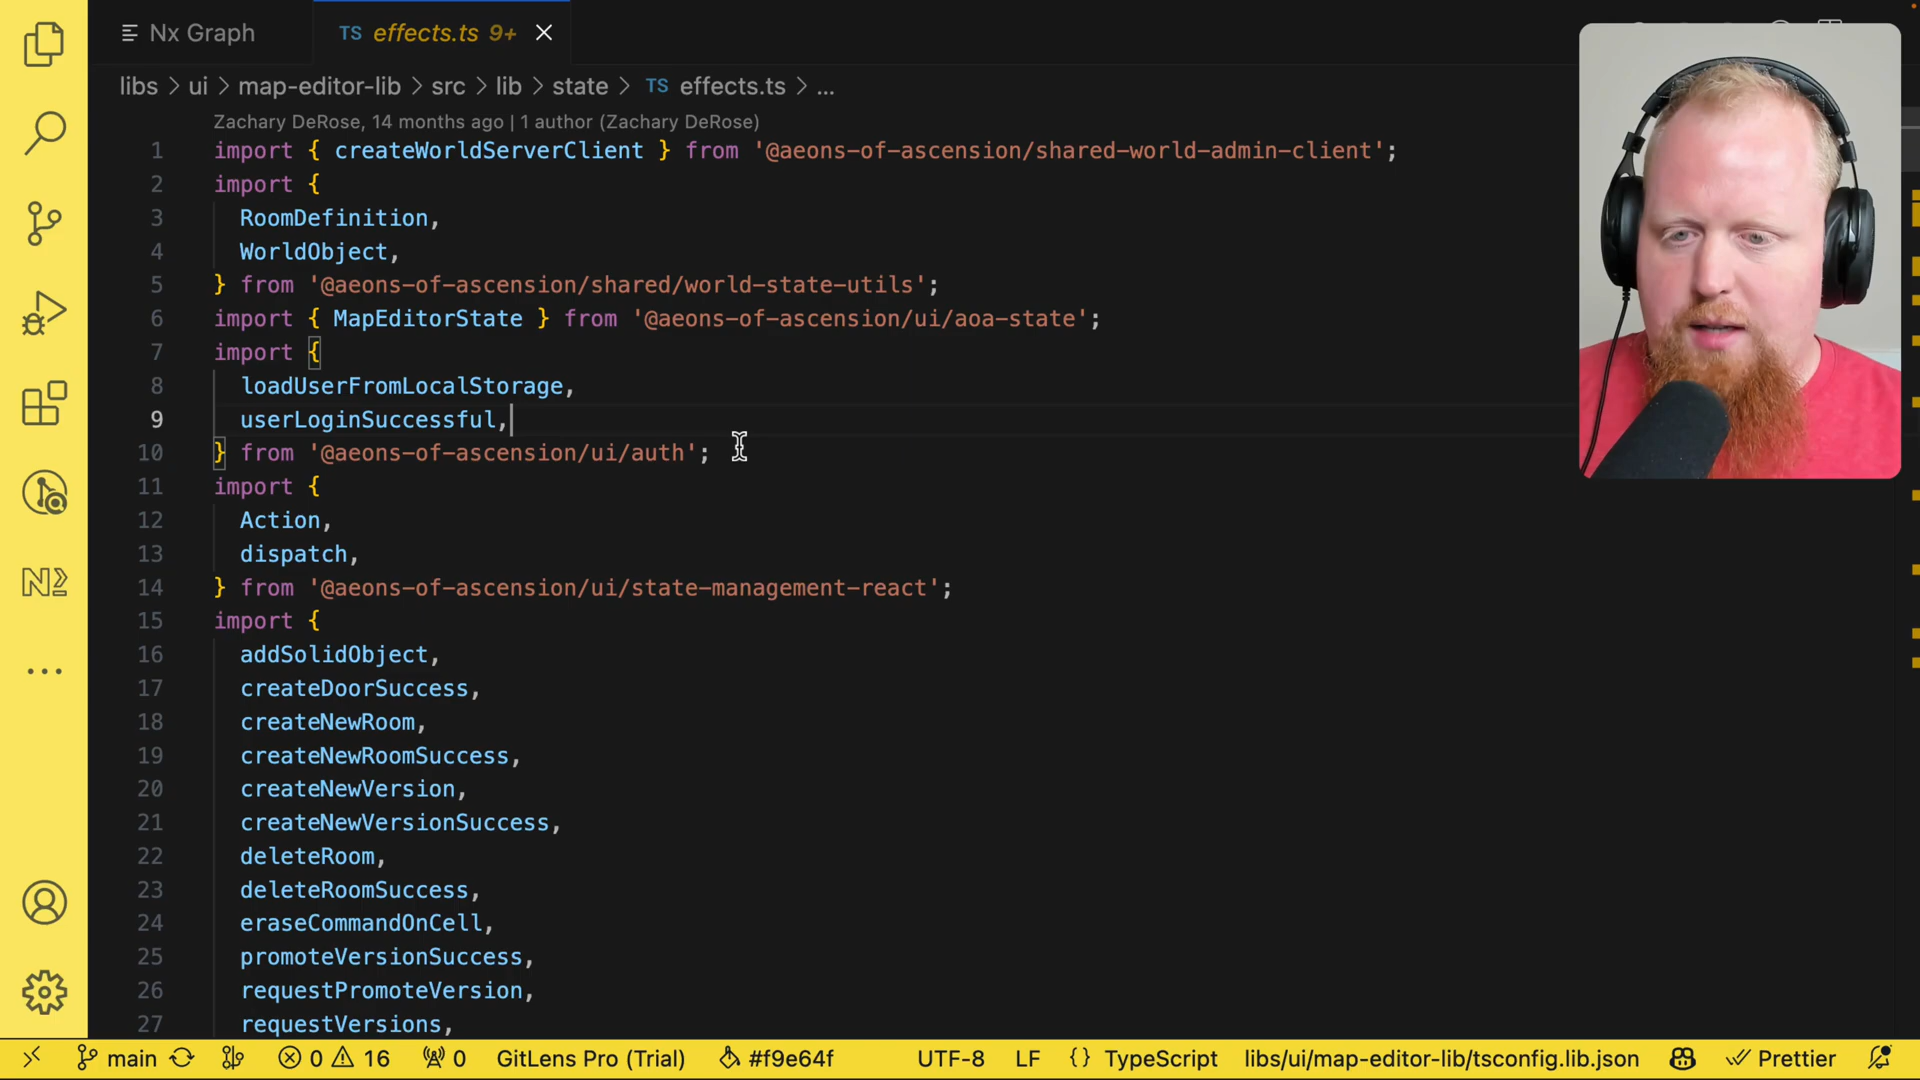 Nx Graph
TS effects.ts 9+
libs > ui > map-editor-lib > src > lib > state > TS effects.ts > ...
Zachary DeRose, 14 months ago | 1 author (Zachary DeRose)
1 import { createWorldServerClient } from '@aeons-of-ascension/shared-world-admin-client';
2 import {
3 RoomDefinition,
4 WorldObject,
5 } from '@aeons-of-ascension/shared/world-state-utils';
6 import { MapEditorState } from '@aeons-of-ascension/ui/aoa-state';
7 import {
8 loadUserFromLocalStorage,
9 userLoginSuccessful,
10 } from '@aeons-of-ascension/ui/auth';
11 import {
12 Action,
13 dispatch,
14 } from '@aeons-of-ascension/ui/state-management-react';
15 import {
16 addSolidObject,
17 createDoorSuccess,
18 createNewRoom,
19 createNewRoomSuccess,
20 createNewVersion,
21 createNewVersionSuccess,
22 deleteRoom,
23 deleteRoomSuccess,
24 eraseCommandOnCell,
25 promoteVersionSuccess,
26 requestPromoteVersion,
27 requestVersions,
main 0 16 0 GitLens Pro (Trial) #f9e64f UTF-8 LF {} TypeScript libs/ui/map-editor-lib/tsconfig.lib.json Prettier